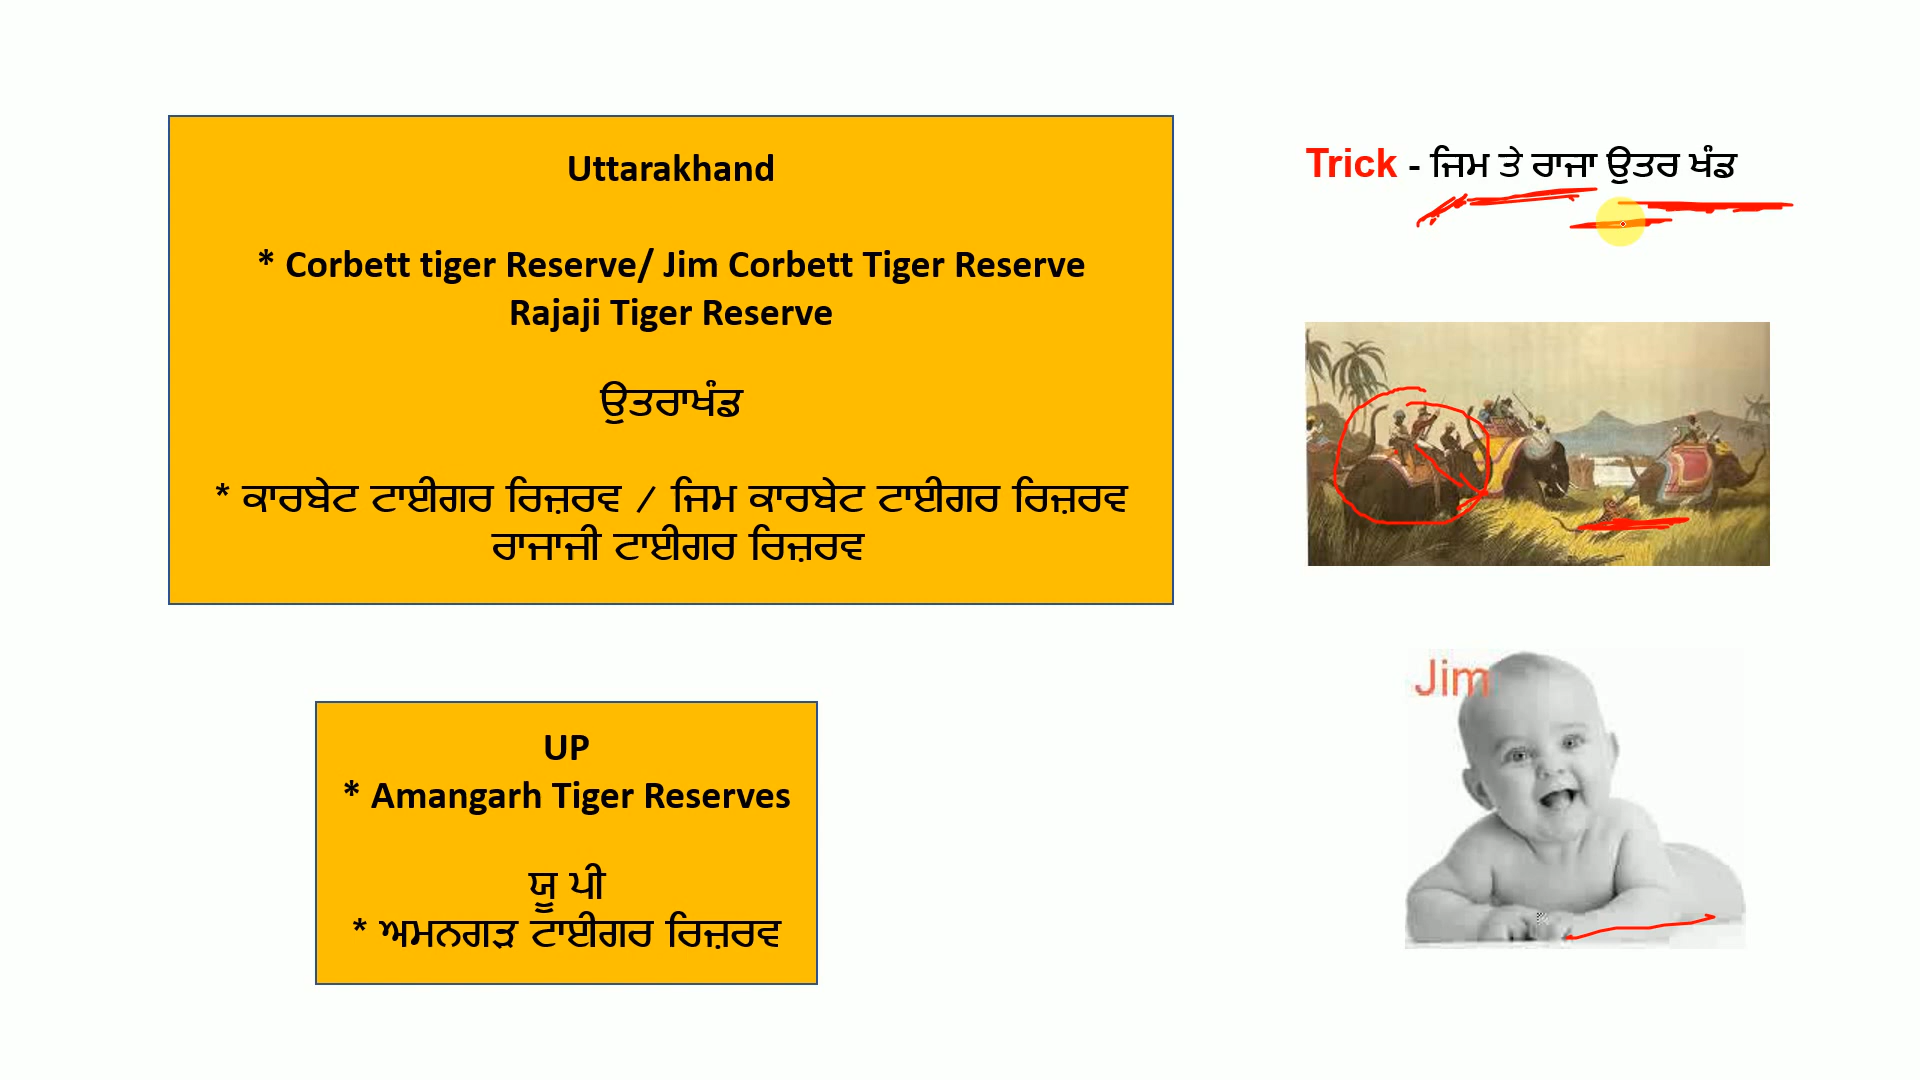 Uttarakhand
* Corbett tiger Reserve/ Jim Corbett Tiger Reserve
Rajaji Tiger Reserve
ਉਤਰਾਖੰਡ
* ਕਾਰਬੇਟ ਟਾਈਗਰ ਰਿਜ਼ਰਵ / ਜਿਮ ਕਾਰਬੇਟ ਟਾਈਗਰ ਰਿਜ਼ਰਵ
ਰਾਜਾਜੀ ਟਾਈਗਰ ਰਿਜ਼ਰਵ
UP
* Amangarh Tiger Reserves
ਯੂ ਪੀ
* ਅਮਨਗੜ ਟਾਈਗਰ ਰਿਜ਼ਰਵ
Trick - ਜਿਮ ਤੇ ਰਾਜਾ ਉਤਰ ਖੰਡ
Jim